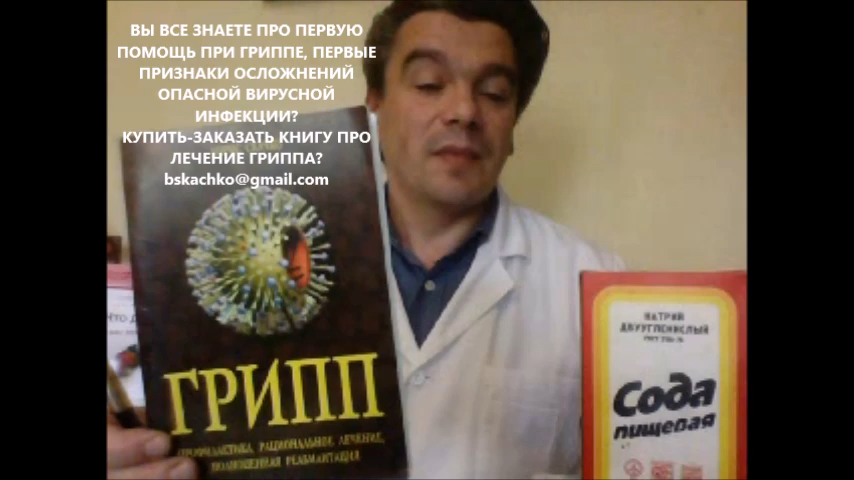 ВЫ ВСЕ ЗНАЕТЕ ПРО ПЕРВУЮ
ПОМОЩЬ ПРИ ГРИППЕ, ПЕРВЫЕ
ПРИЗНАКИ ОСЛОЖНЕНИЙ
ОПАСНОЙ ВИРУСНОЙ
ИНФЕКЦИИ?
КУПИТЬ-ЗАКАЗАТЬ КНИГУ ПРО
ЛЕЧЕНИЕ ГРИППА?
bskachko@gmail.com
ГРИПП
ПРОФИЛАКТИКА, РАЦИОНАЛЬНОЕ ЛЕЧЕНИЕ,
ПОЛНОЦЕННАЯ РЕАБИЛИТАЦИЯ
НАТРИЙ
ДВУУГЛЕКИСЛЫЙ
Сода
пищевая